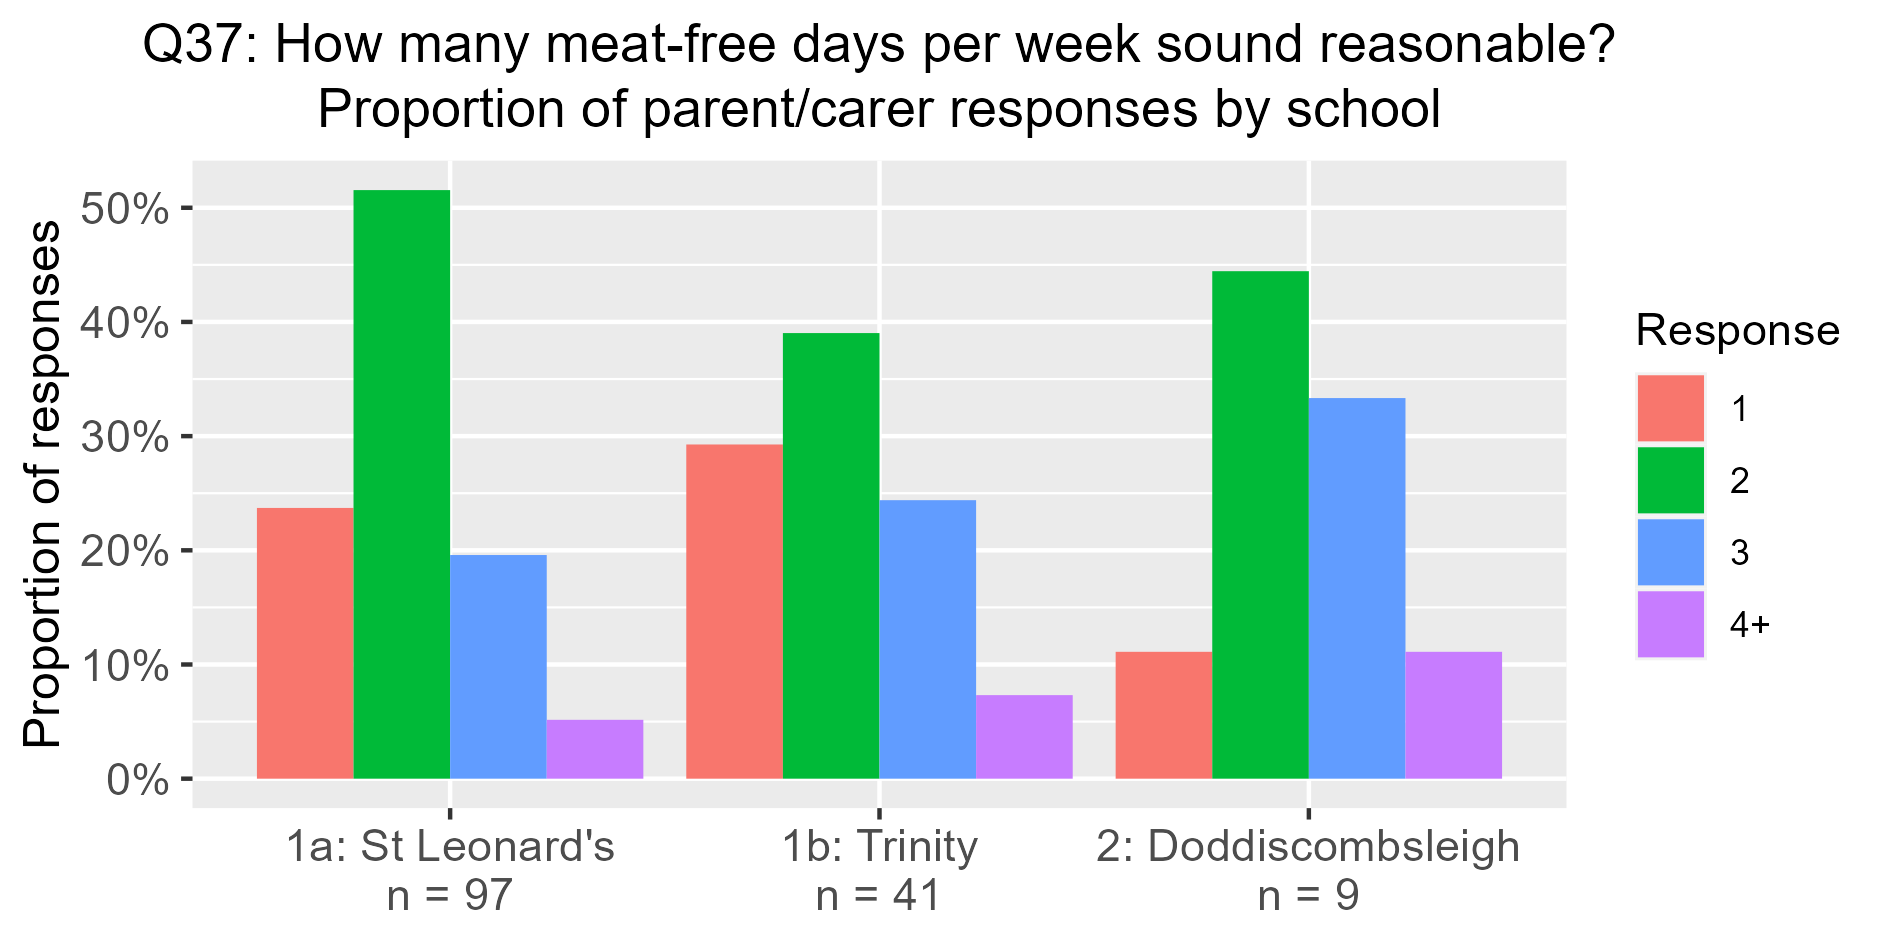 Q37: How many meat-free days per week sound reasonable?
Proportion of parent/carer responses by school
Proportion of responses
50%
40%
30%
20%
10%
0%
1a: St Leonard's
n = 97
1b: Trinity
n = 41
2: Doddiscombsleigh
n = 9
Response
1
2
3
4+